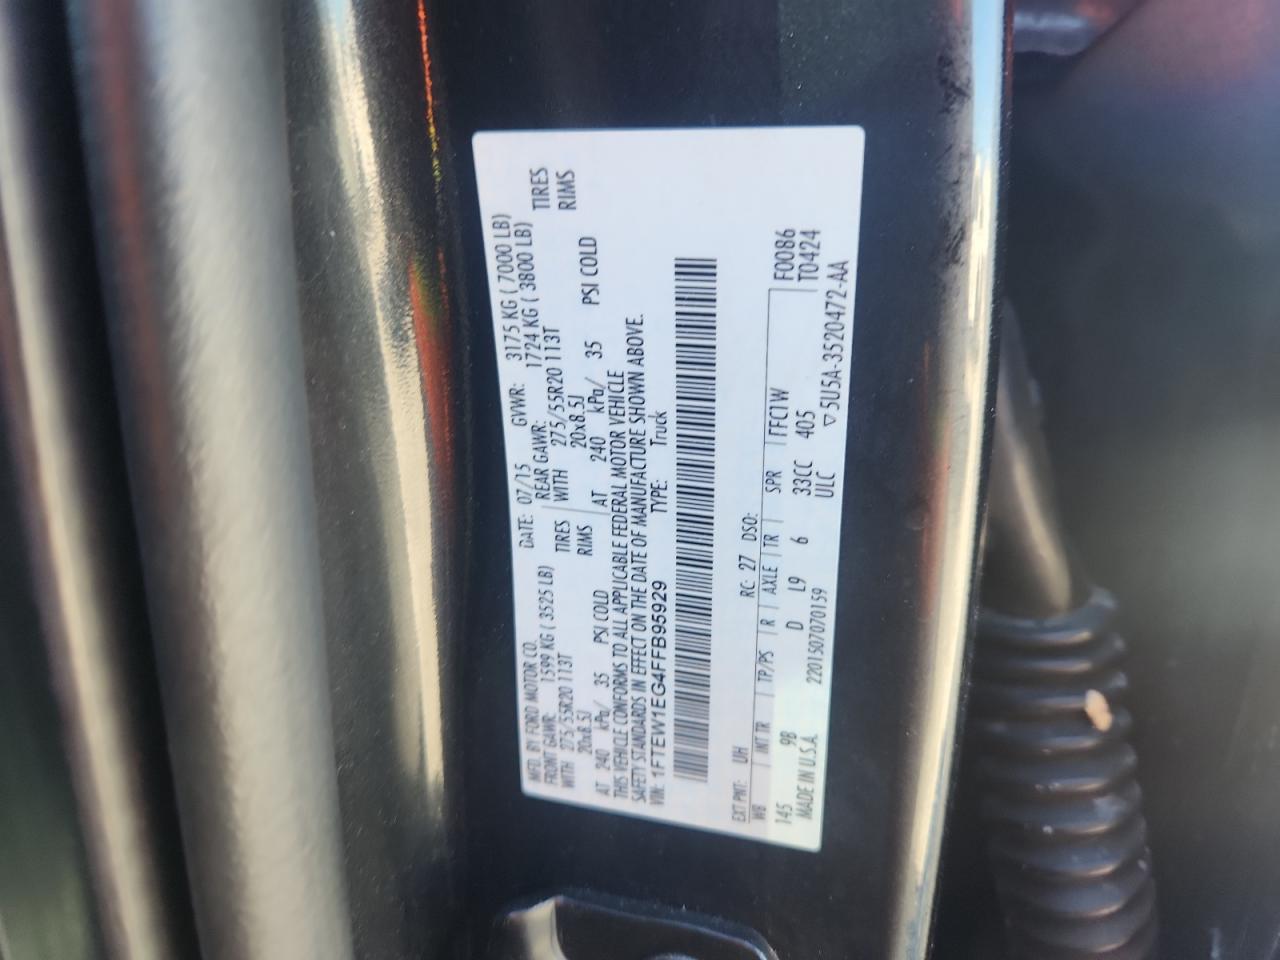 MFD. BY FORD MOTOR CO.
DATE: 07/15 GVWR: 3175 KG ( 7000 LB)
FRONT GAWR: 1599 KG ( 3525 LB) REAR GAWR: 1724 KG ( 3800 LB)
WITH 275/55R20 113T TIRES WITH 275/55R20 113T TIRES
20x8.5J RIMS 20x8.5J RIMS
AT 240 kPa/ 35 PSI COLD AT 240 kPa/ 35 PSI COLD
THIS VEHICLE CONFORMS TO ALL APPLICABLE FEDERAL MOTOR VEHICLE
SAFETY STANDARDS IN EFFECT ON THE DATE OF MANUFACTURE SHOWN ABOVE.
VIN: 1FTEW1EG4FFB95929 TYPE: Truck
EXT PNT: UH RC: 27 DSO:
WB INT TR TP/PS R AXLE TR SPR TFC1W F0086
145 9B D L9 6 33CC 405 T0424
MADE IN U.S.A. 2201507070159 ULC ▽5U5A-3520472-AA